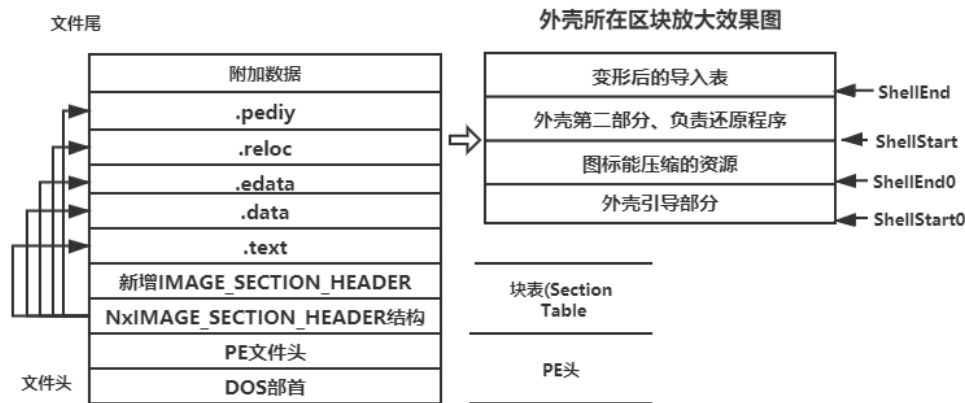 文件尾
外壳所在区块放大效果图
附加数据
.pediy
.reloc
.edata
.data
.text
新增IMAGE_SECTION_HEADER
NxIMAGE_SECTION_HEADER结构
PE文件头
DOS部首
文件头
变形后的导入表
外壳第二部分、负责还原程序
图标能压缩的资源
外壳引导部分
ShellEnd
ShellStart
ShellEnd0
ShellStart0
块表(Section
Table
PE头